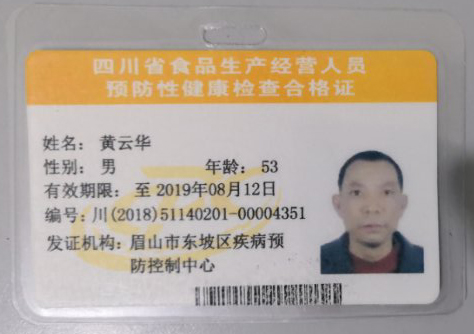 四川省食品生产经营人员
预防性健康检查合格证
姓名: 黄云华
性别: 男 年龄: 53
有效期限: 至 2019年08月12日
编号: 川(2018)51140201-00004351
发证机构: 眉山市东坡区疾病预
防控制中心